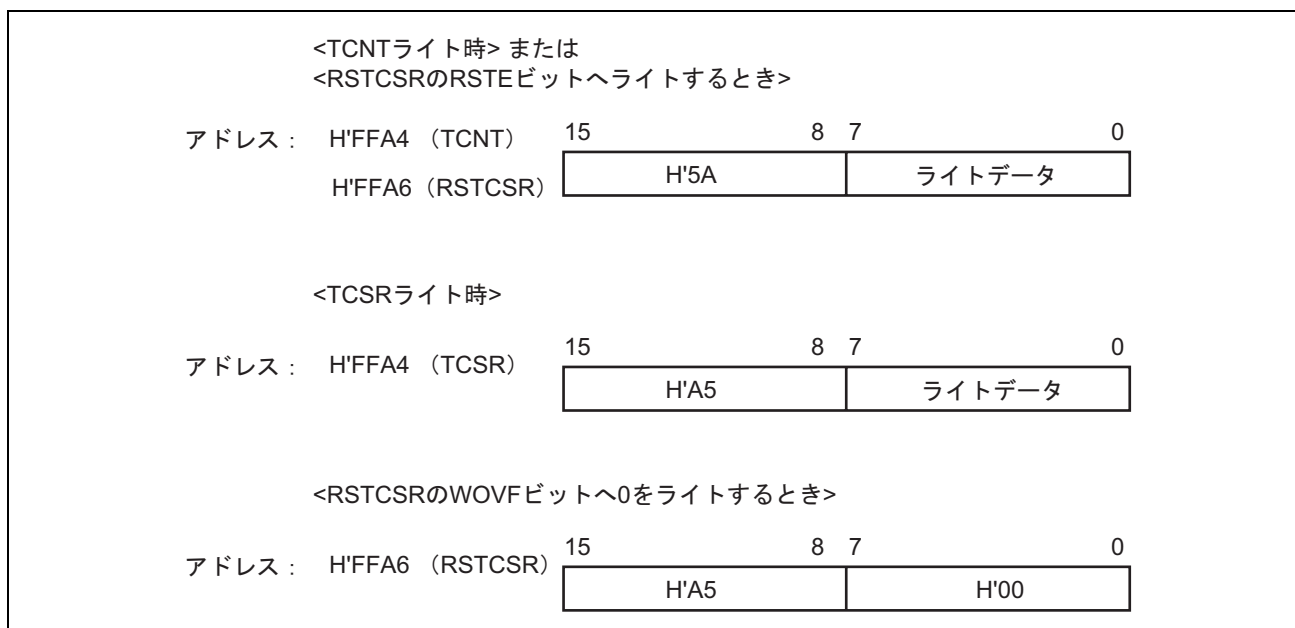 <TCNTライト時> または
<RSTCSRのRSTEビットへライトするとき>
アドレス： H'FFA4 （TCNT） 15 8 7 0
H'FFA6（RSTCSR） H'5A ライトデータ
<TCSRライト時>
アドレス： H'FFA4 （TCSR） 15 8 7 0
H'A5 ライトデータ
<RSTCSRのWOVFビットへ0をライトするとき>
アドレス： H'FFA6 （RSTCSR） 15 8 7 0
H'A5 H'00